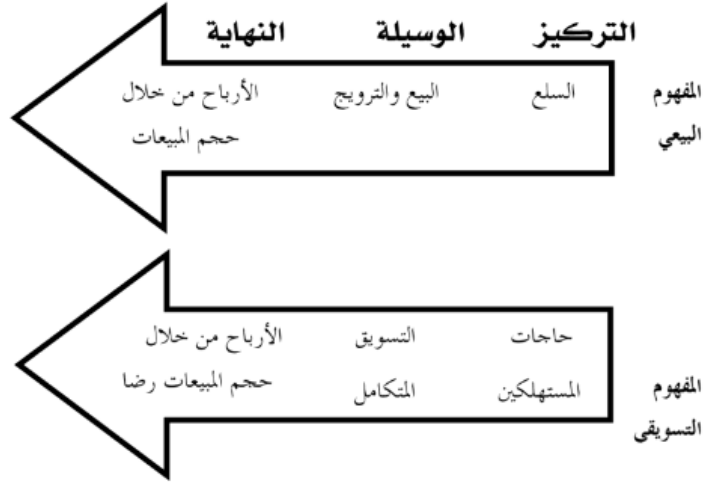 التركيز الوسيلة النهاية
المفهوم السلع البيع والترويج الأرباح من خلال
البيعي حجم المبيعات
حاجات التسويق الأرباح من خلال
المفهوم المستهلكين المتكامل حجم المبيعات رضا
التسويقى